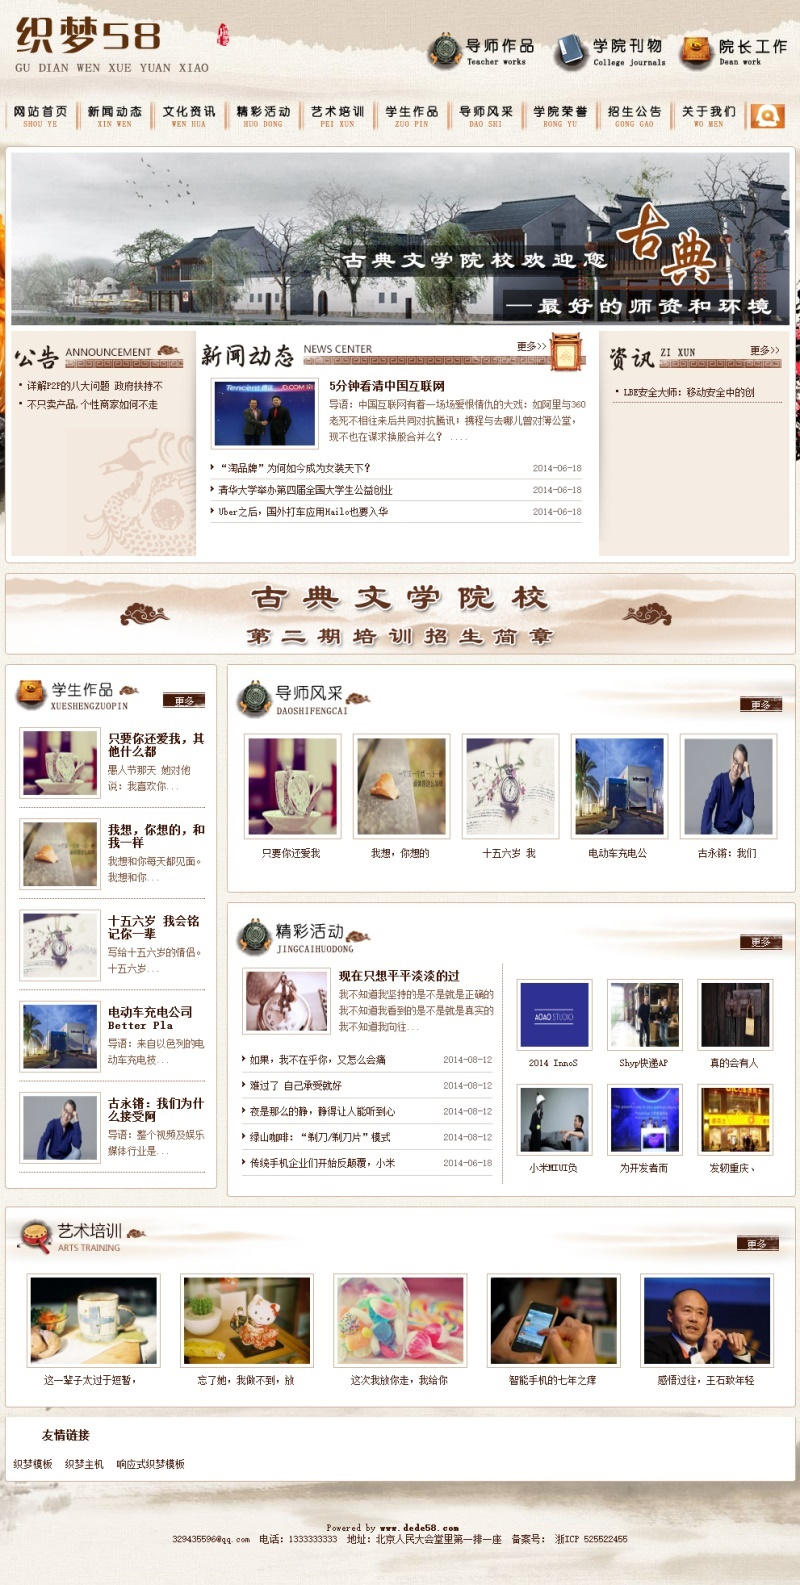 织梦58
GU DIAN WEN XUE YUAN XIAO
导师作品
Teacher works
学院刊物
College journals
院长工作
Dean work
网站首页 新闻动态 文化资讯 精彩活动 艺术培训 学生作品 导师风采 学院荣誉 招生公告 关于我们
SHOU YE XIN WEN WEN HUA HUO DONG PEI XUN ZUO PIN DAO SHI RONG YU GONG GAO WO MEN
古典
古典文学院校欢迎您
—最好的师资和环境
公告 ANNOUNCEMENT
详解P2P的八大问题 政府扶持不
不只卖产品,个性商家如何不走
新闻动态 NEWS CENTER 更多>>
5分钟看清中国互联网
导语：中国互联网有着一场场爱恨情仇的大戏：如阿里与360
老死不相往来后共同对抗腾讯；携程与去哪儿曾对簿公堂，
现不也在谋求换股合并么？ ....
“淘品牌”为何如今成为女装天下? 2014-06-18
清华大学举办第四届全国大学生公益创业 2014-06-18
Uber之后，国外打车应用Hailo也要入华 2014-06-18
资讯 ZI XUN 更多>>
LBE安全大师：移动安全中的创
古典文学院校
第二期培训招生简章
学生作品
XUESHENGZUOPIN
更多
只要你还爱我，其
他什么都
愚人节那天 她对他
说：我喜欢你...
我想，你想的，和
我一样
我想和你每天都见面。
我想和你...
十五六岁 我会铭
记你一辈
写给十五六岁的情侣。
十五六岁...
电动车充电公司
Better Pla
导语：来自以色列的电
动车充电技...
古永锵：我们为什
么接受阿
导语：整个视频及娱乐
媒体行业是...
导师风采
DAOSHIFENGCAI
更多
只要你还爱我 我想，你想的 十五六岁 我 电动车充电公 古永锵：我们
精彩活动
JINGCAIHUODONG
更多
现在只想平平淡淡的过
我不知道我坚持的是不是就是正确的
我不知道我看到的是不是就是真实的
我不知道我向往...
如果，我不在乎你，又怎么会痛 2014-08-12
难过了 自己承受就好 2014-08-12
夜是那么的静，静得让人能听到心 2014-08-12
绿山咖啡：“剃刀/剃刀片”模式 2014-08-12
传统手机企业们开始反颠覆，小米 2014-06-18
AOAO STUDIO
2014 InnoS Shyp快递AP 真的会有人
小米MIUI负 为开发者而 发轫重庆、
艺术培训
ARTS TRAINING
更多
这一辈子太过于短暂， 忘了她，我做不到，放 这次我放你走，我给你 智能手机的七年之痒 感悟过往，王石致年轻
友情链接
织梦模板 织梦主机 响应式织梦模板
Powered by www.dede58.com
329435596@qq.com 电话：1333333333 地址：北京人民大会堂里第一排一座 备案号： 浙ICP 525522455